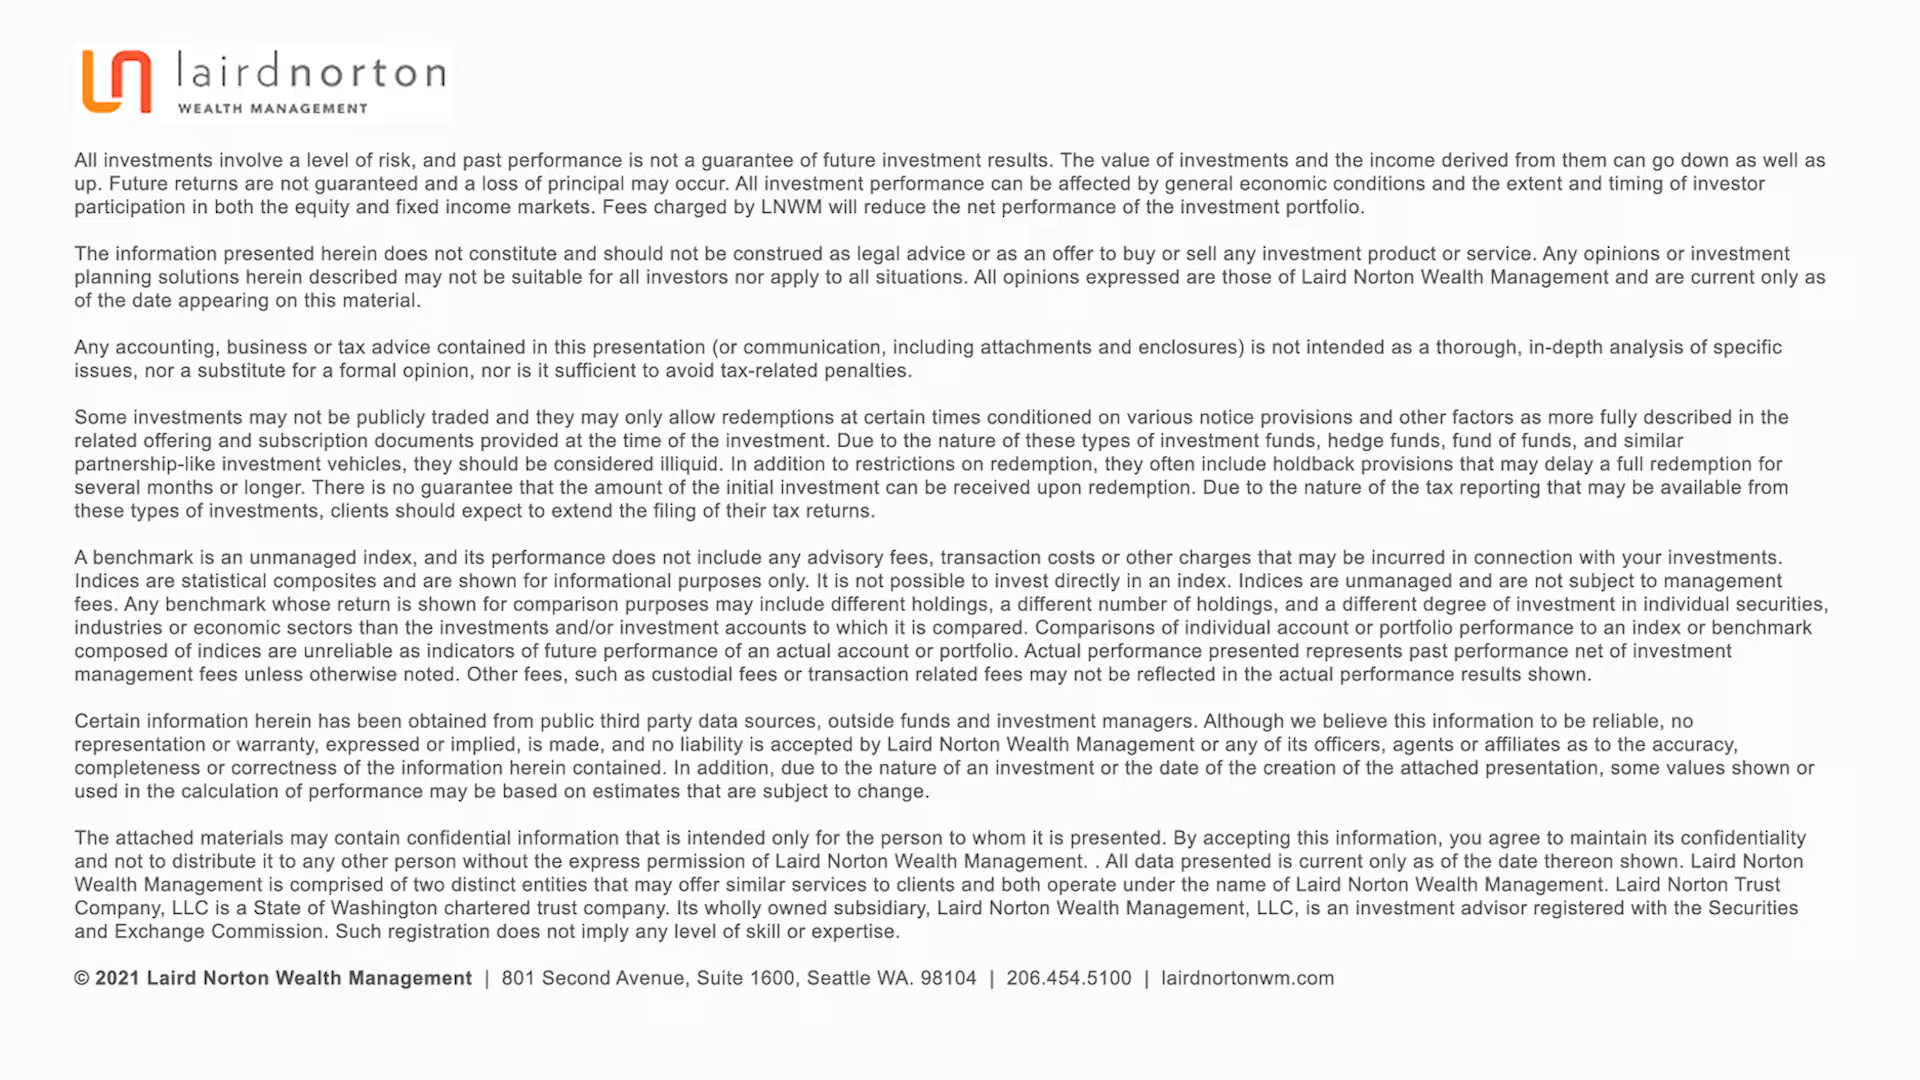 lairdnorton
WEALTH MANAGEMENT
All investments involve a level of risk, and past performance is not a guarantee of future investment results. The value of investments and the income derived from them can go down as well as
up. Future returns are not guaranteed and a loss of principal may occur. All investment performance can be affected by general economic conditions and the extent and timing of investor
participation in both the equity and fixed income markets. Fees charged by LNWM will reduce the net performance of the investment portfolio.
The information presented herein does not constitute and should not be construed as legal advice or as an offer to buy or sell any investment product or service. Any opinions or investment
planning solutions herein described may not be suitable for all investors nor apply to all situations. All opinions expressed are those of Laird Norton Wealth Management and are current only as
of the date appearing on this material.
Any accounting, business or tax advice contained in this presentation (or communication, including attachments and enclosures) is not intended as a thorough, in-depth analysis of specific
issues, nor a substitute for a formal opinion, nor is it sufficient to avoid tax-related penalties.
Some investments may not be publicly traded and they may only allow redemptions at certain times conditioned on various notice provisions and other factors as more fully described in the
related offering and subscription documents provided at the time of the investment. Due to the nature of these types of investment funds, hedge funds, fund of funds, and similar
partnership-like investment vehicles, they should be considered illiquid. In addition to restrictions on redemption, they often include holdback provisions that may delay a full redemption for
several months or longer. There is no guarantee that the amount of the initial investment can be received upon redemption. Due to the nature of the tax reporting that may be available from
these types of investments, clients should expect to extend the filing of their tax returns.
A benchmark is an unmanaged index, and its performance does not include any advisory fees, transaction costs or other charges that may be incurred in connection with your investments.
Indices are statistical composites and are shown for informational purposes only. It is not possible to invest directly in an index. Indices are unmanaged and are not subject to management
fees. Any benchmark whose return is shown for comparison purposes may include different holdings, a different number of holdings, and a different degree of investment in individual securities,
industries or economic sectors than the investments and/or investment accounts to which it is compared. Comparisons of individual account or portfolio performance to an index or benchmark
composed of indices are unreliable as indicators of future performance of an actual account or portfolio. Actual performance presented represents past performance net of investment
management fees unless otherwise noted. Other fees, such as custodial fees or transaction related fees may not be reflected in the actual performance results shown.
Certain information herein has been obtained from public third party data sources, outside funds and investment managers. Although we believe this information to be reliable, no
representation or warranty, expressed or implied, is made, and no liability is accepted by Laird Norton Wealth Management or any of its officers, agents or affiliates as to the accuracy,
completeness or correctness of the information herein contained. In addition, due to the nature of an investment or the date of the creation of the attached presentation, some values shown or
used in the calculation of performance may be based on estimates that are subject to change.
The attached materials may contain confidential information that is intended only for the person to whom it is presented. By accepting this information, you agree to maintain its confidentiality
and not to distribute it to any other person without the express permission of Laird Norton Wealth Management. . All data presented is current only as of the date thereon shown. Laird Norton
Wealth Management is comprised of two distinct entities that may offer similar services to clients and both operate under the name of Laird Norton Wealth Management. Laird Norton Trust
Company, LLC is a State of Washington chartered trust company. Its wholly owned subsidiary, Laird Norton Wealth Management, LLC, is an investment advisor registered with the Securities
and Exchange Commission. Such registration does not imply any level of skill or expertise.
© 2021 Laird Norton Wealth Management | 801 Second Avenue, Suite 1600, Seattle WA. 98104 | 206.454.5100 | lairdnortonwm.com